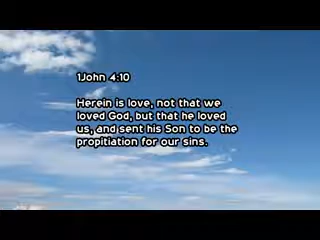 1John 4:10
Herein is love, not that we
loved God, but that he loved
us, and sent his Son to be the
propitiation for our sins.